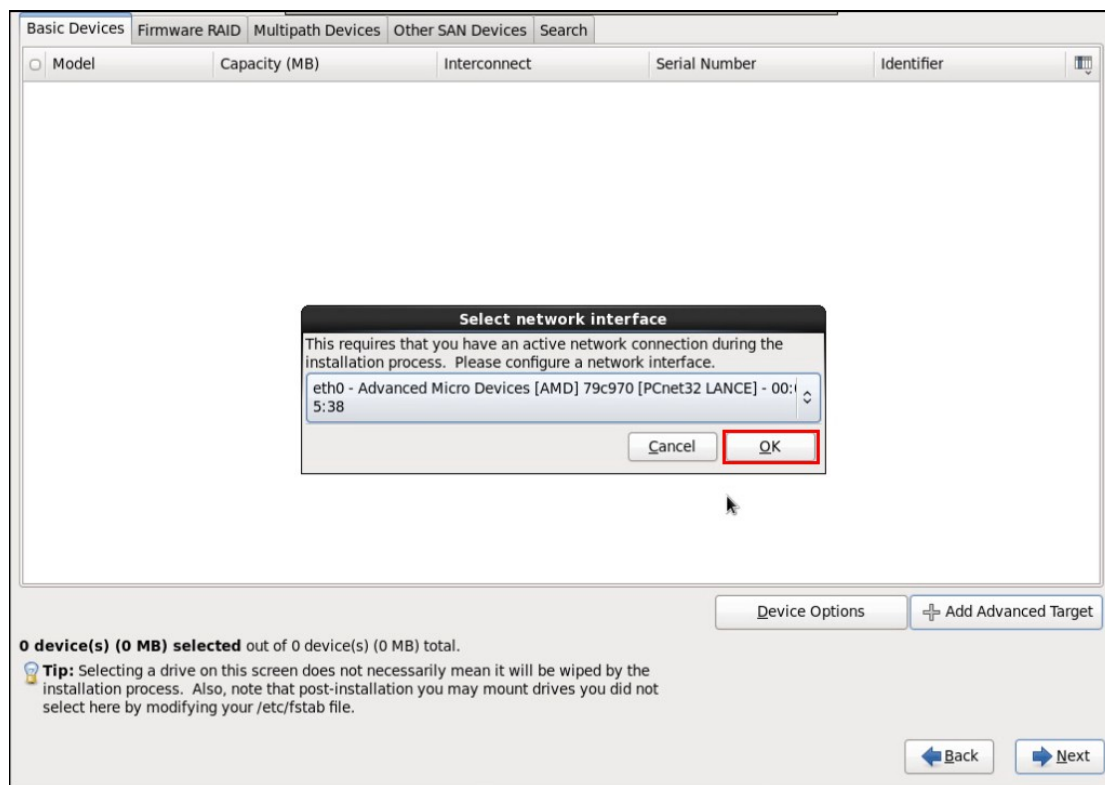 Basic Devices Firmware RAID Multipath Devices Other SAN Devices Search
Model Capacity (MB) Interconnect Serial Number Identifier
Select network interface
This requires that you have an active network connection during the
installation process. Please configure a network interface.
eth0 - Advanced Micro Devices [AMD] 79c970 [PCnet32 LANCE] - 00:
5:38
Cancel OK
Device Options Add Advanced Target
0 device(s) (0 MB) selected out of 0 device(s) (0 MB) total.
Tip: Selecting a drive on this screen does not necessarily mean it will be wiped by the
installation process. Also, note that post-installation you may mount drives you did not
select here by modifying your /etc/fstab file.
Back Next